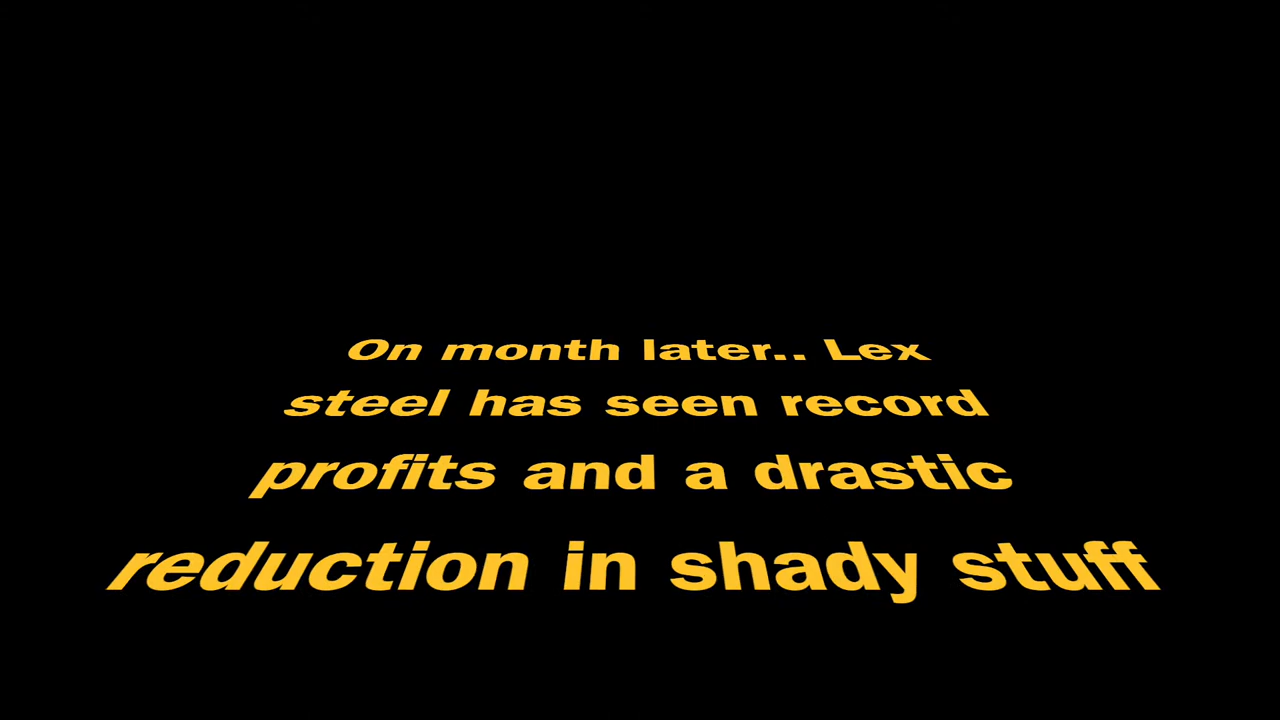 On month later.. Lex
steel has seen record
profits and a drastic
reduction in shady stuff